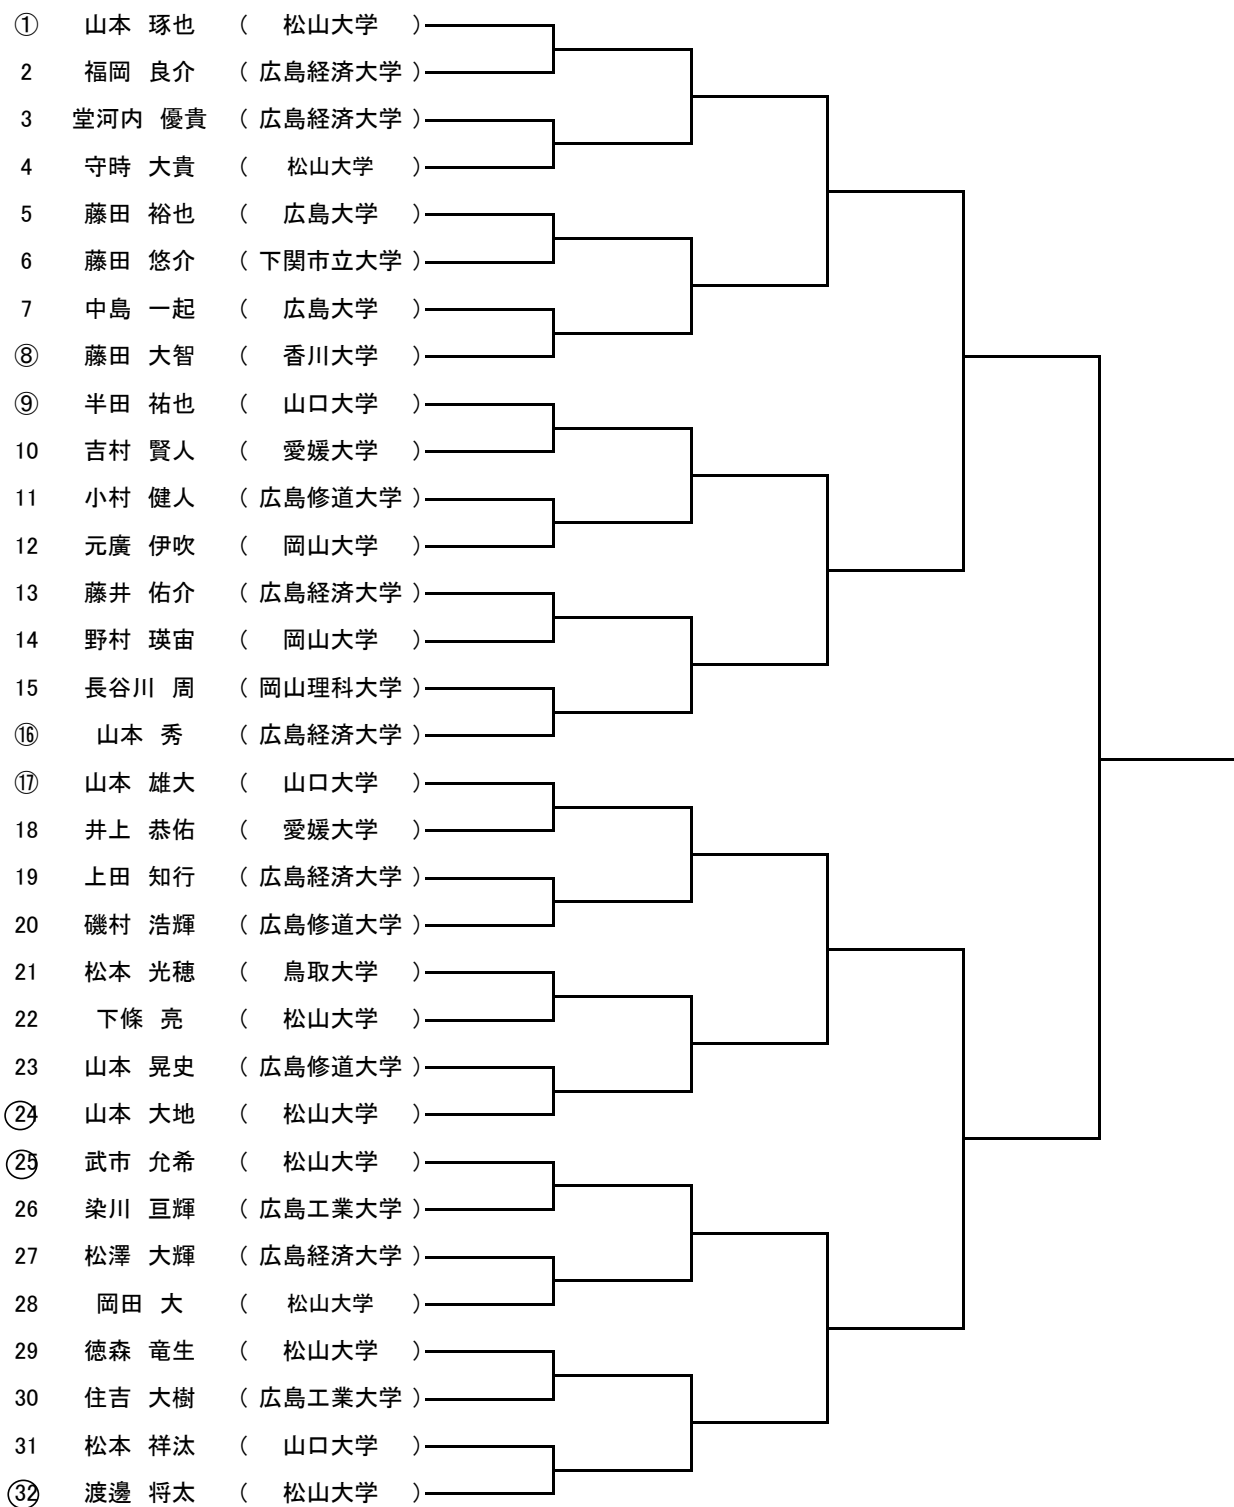 ① 山本 琢也 ( 松山大学 )
2 福岡 良介 ( 広島経済大学 )
3 堂河内 優貴 ( 広島経済大学 )
4 守時 大貴 ( 松山大学 )
5 藤田 裕也 ( 広島大学 )
6 藤田 悠介 ( 下関市立大学 )
7 中島 一起 ( 広島大学 )
⑧ 藤田 大智 ( 香川大学 )
⑨ 半田 祐也 ( 山口大学 )
10 吉村 賢人 ( 愛媛大学 )
11 小村 健人 ( 広島修道大学 )
12 元廣 伊吹 ( 岡山大学 )
13 藤井 佑介 ( 広島経済大学 )
14 野村 瑛宙 ( 岡山大学 )
15 長谷川 周 ( 岡山理科大学 )
⑯ 山本 秀 ( 広島経済大学 )
⑰ 山本 雄大 ( 山口大学 )
18 井上 恭佑 ( 愛媛大学 )
19 上田 知行 ( 広島経済大学 )
20 磯村 浩輝 ( 広島修道大学 )
21 松本 光穂 ( 鳥取大学 )
22 下條 亮 ( 松山大学 )
23 山本 晃史 ( 広島修道大学 )
24 山本 大地 ( 松山大学 )
25 武市 允希 ( 松山大学 )
26 染川 亘輝 ( 広島工業大学 )
27 松澤 大輝 ( 広島経済大学 )
28 岡田 大 ( 松山大学 )
29 徳森 竜生 ( 松山大学 )
30 住吉 大樹 ( 広島工業大学 )
31 松本 祥汰 ( 山口大学 )
32 渡邊 将太 ( 松山大学 )